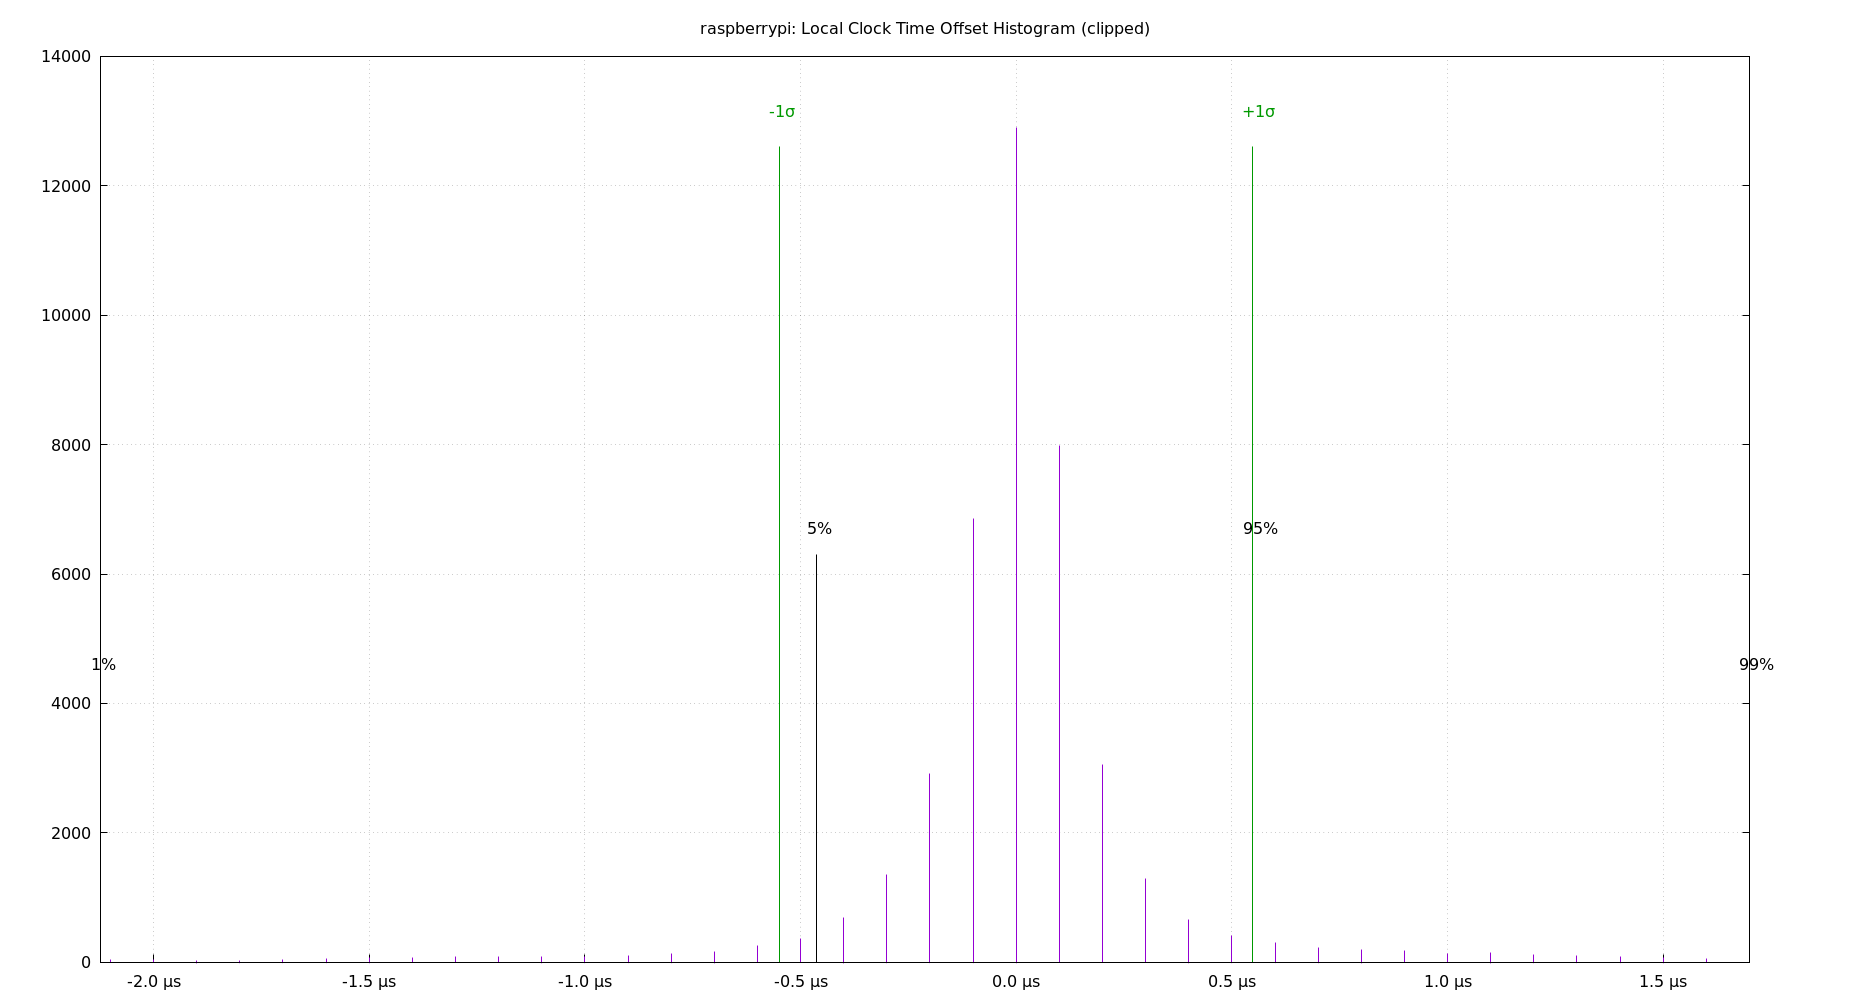 raspberrypi: Local Clock Time Offset Histogram (clipped)
14000
-1σ
+1σ
12000
10000
8000
5%
95%
6000
1%
99%
4000
2000
0
-2.0 µs
-1.5 µs
-1.0 µs
-0.5 µs
0.0 µs
0.5 µs
1.0 µs
1.5 µs